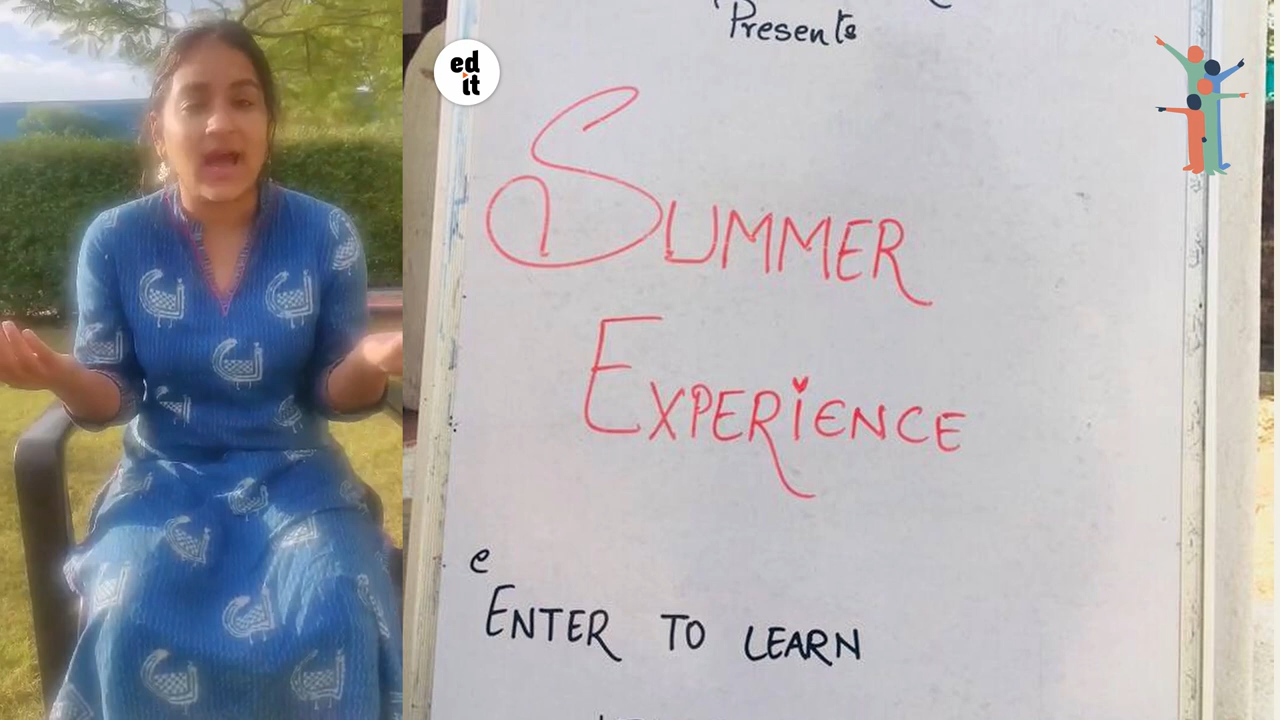 Presents
ed
it
SUMMER
EXPERIENCE
e
ENTER TO LEARN